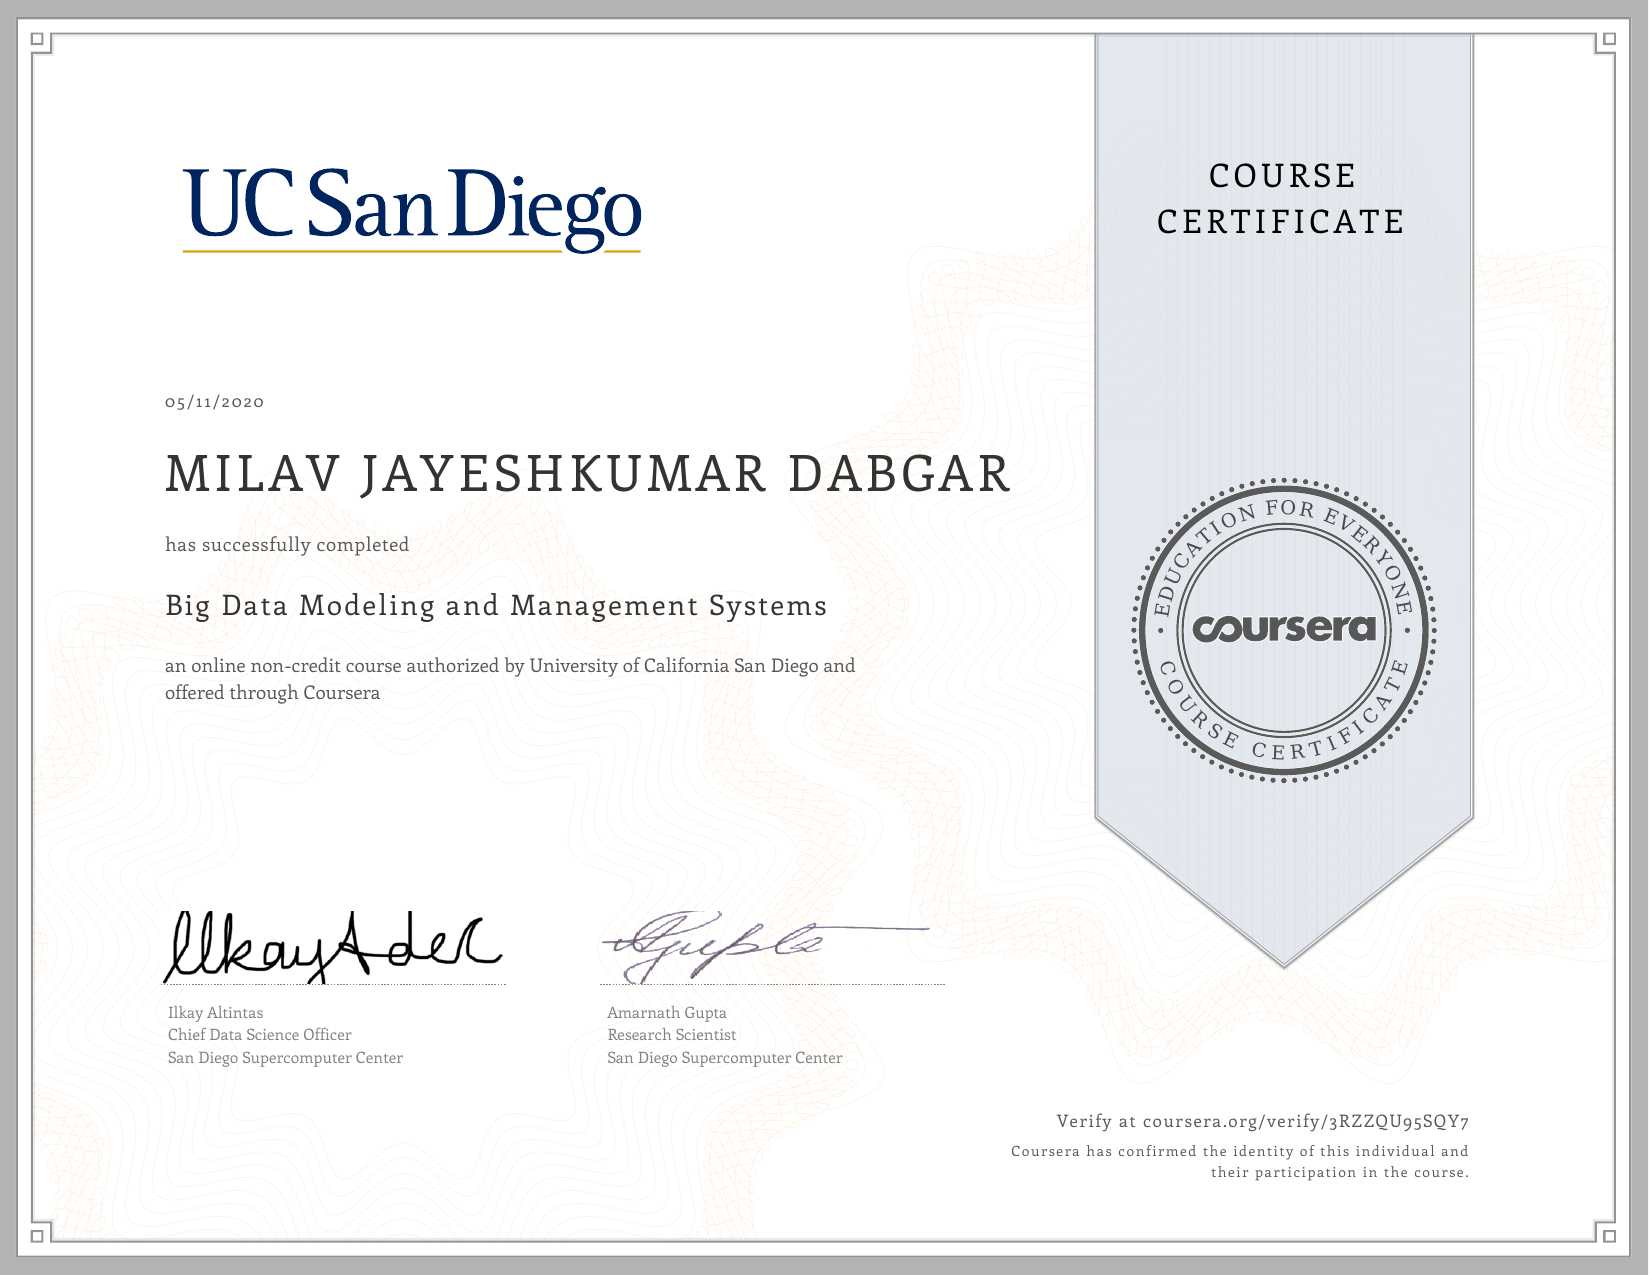 UC San Diego
COURSE
CERTIFICATE
05/11/2020
MILAV JAYESHKUMAR DABGAR
has successfully completed
Big Data Modeling and Management Systems
an online non-credit course authorized by University of California San Diego and
offered through Coursera
EDUCATION FOR EVERYONE
coursera
COURSE CERTIFICATE
Ilkay Altintas
Chief Data Science Officer
San Diego Supercomputer Center
Amarnath Gupta
Research Scientist
San Diego Supercomputer Center
Verify at coursera.org/verify/3RZZQU95SQY7
Coursera has confirmed the identity of this individual and
their participation in the course.